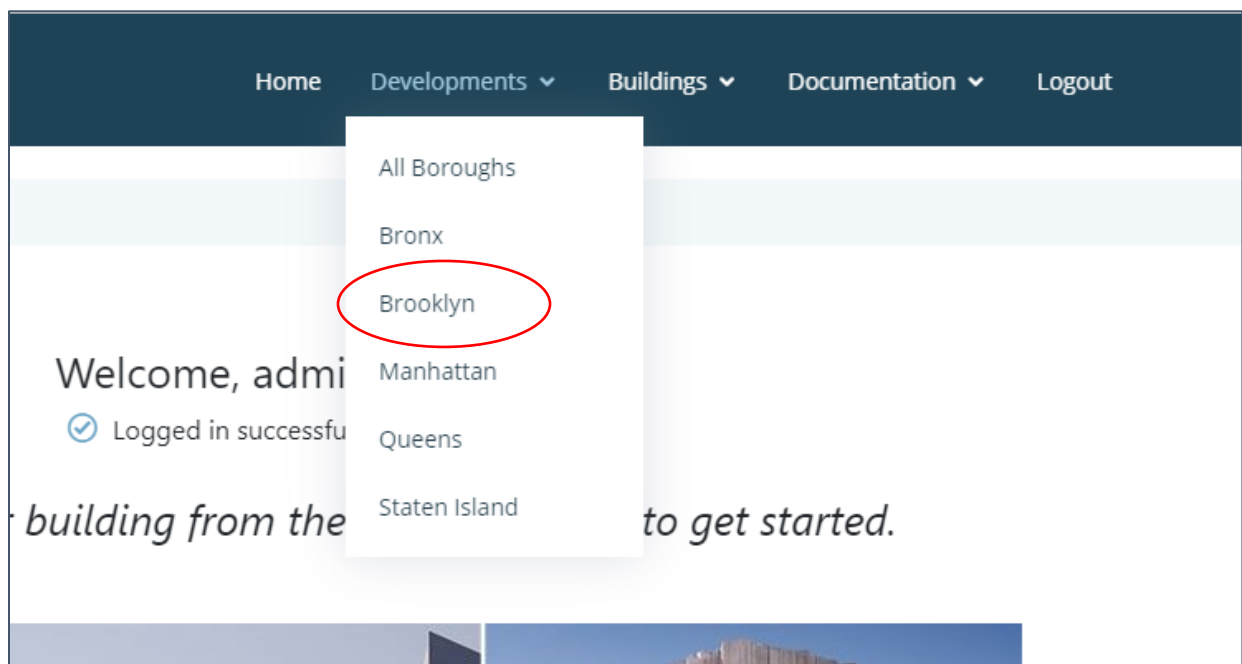 Home Developments Buildings Documentation Logout
All Boroughs
Bronx
Brooklyn
Manhattan
Queens
Staten Island
Welcome, admi
Logged in successfu
building from the to get started.